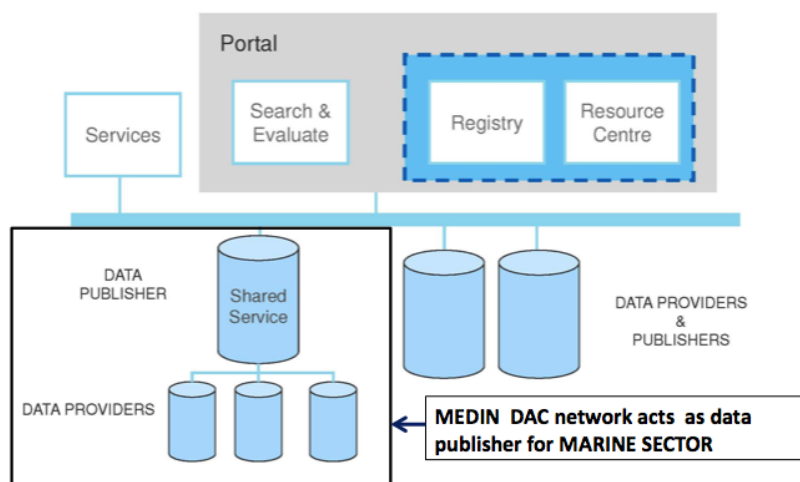 Portal
Services
Search &
Evaluate
Registry
Resource
Centre
DATA
PUBLISHER
Shared
Service
DATA PROVIDERS
&
PUBLISHERS
DATA PROVIDERS
MEDIN DAC network acts as data
publisher for MARINE SECTOR